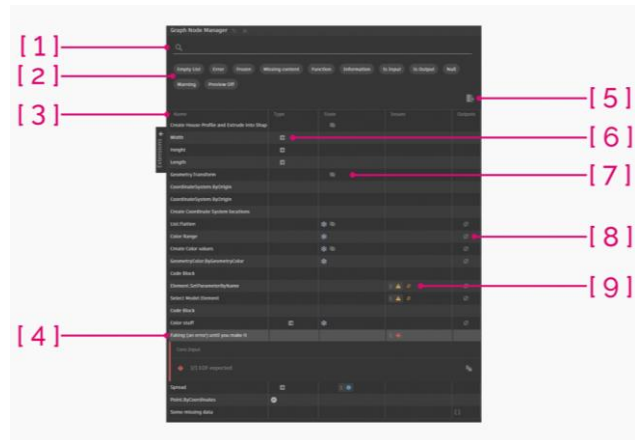 Graph Node Manager
[1]
[2]
Empty List Error Frozen Missing content Function Information Is Input Is Output Null
Warning Preview Off
[5]
[3]
Name Type State Issues Output
Create House Profile and Extrude into Shap
Width
[6]
Height
Length
Extensions
Geometry Transform
[7]
CoordinateSystem.ByOrigin
CoordinateSystem.ByOrigin
Create Coordinate System locations
List.Flatten
Color Range
[8]
Create Color values
GeometryColor.ByGeometryColor
Code Block
Element.SetParameterByName
[9]
Select Model Element
Code Block
Color stuff
[4]
Faking [an error] until you make it
expected
Spread
Point.ByCoordinates
Some missing data